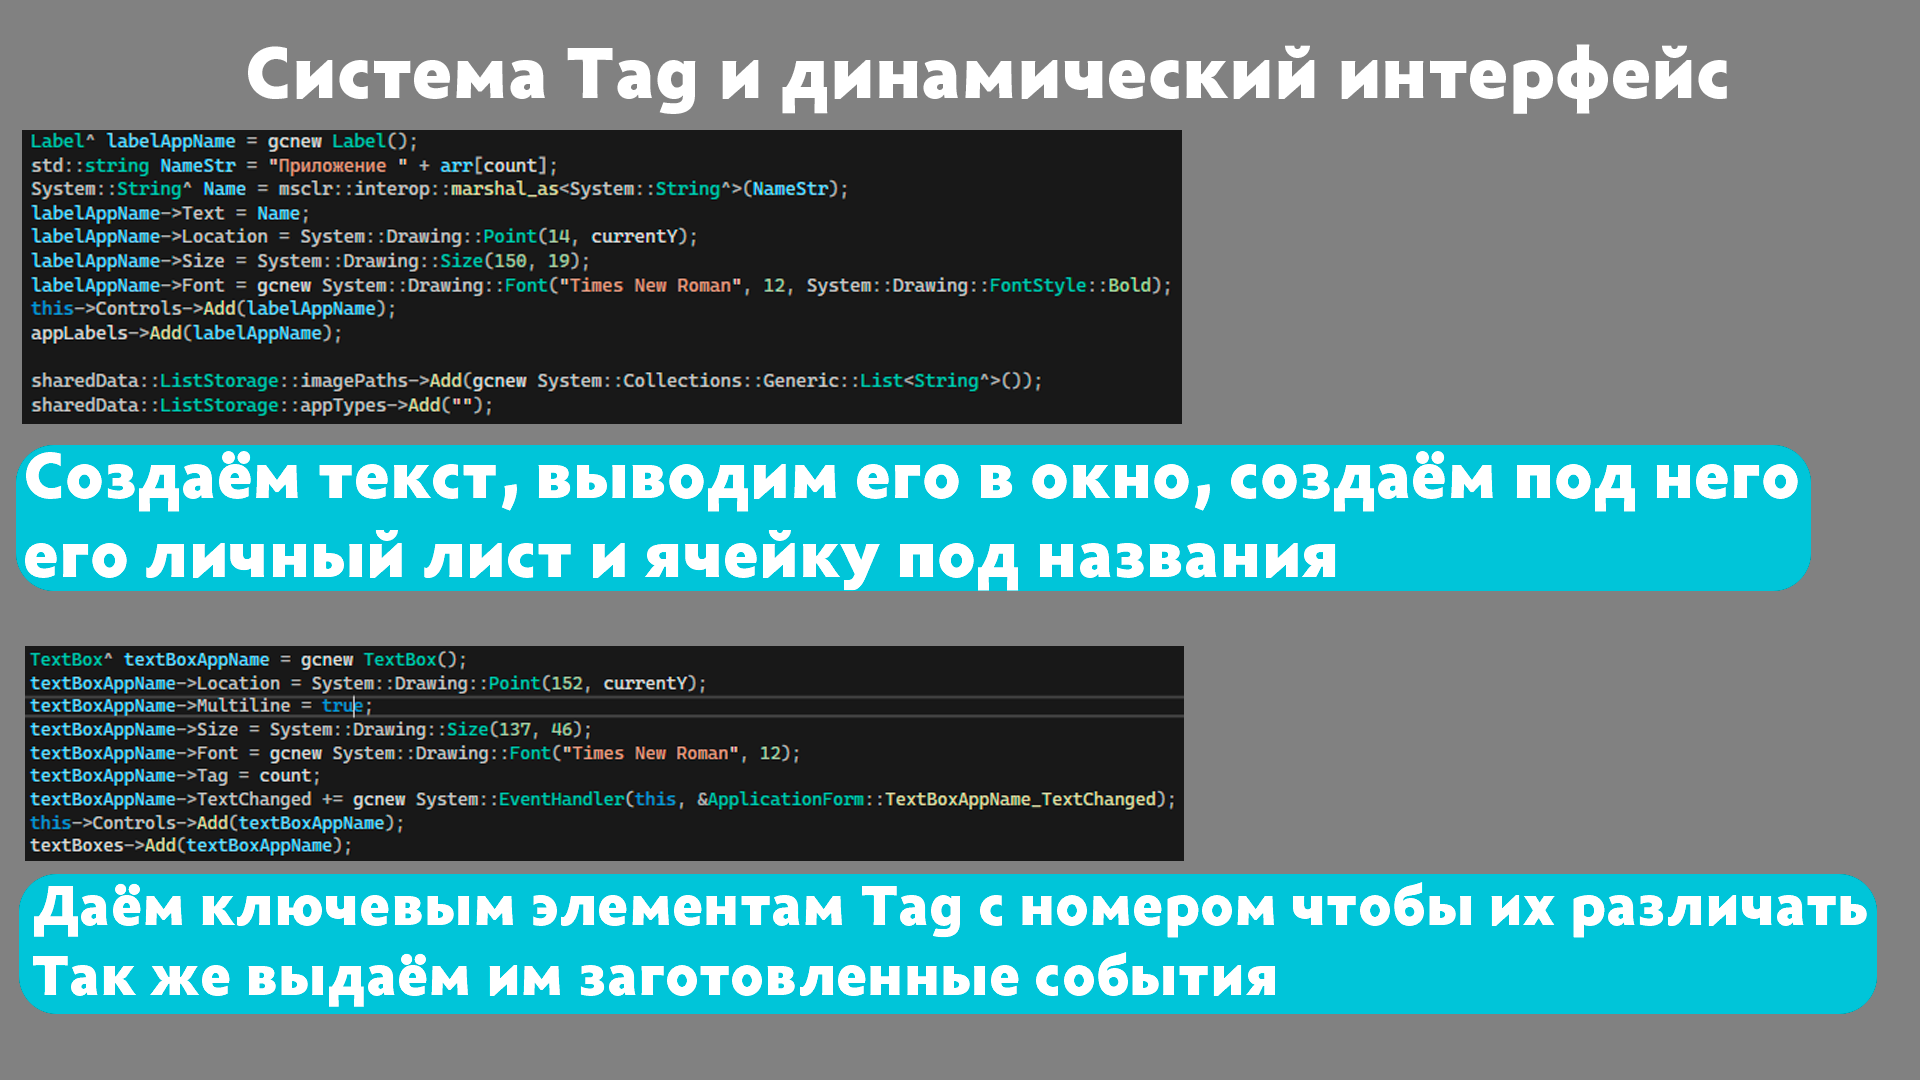 Система Tag и динамический интерфейс
Label^ labelAppName = gcnew Label();
std::string NameStr = "Приложение " + arr[count];
System::String^ Name = msclr::interop::marshal_as<System::String^>(NameStr);
labelAppName->Text = Name;
labelAppName->Location = System::Drawing::Point(14, currentY);
labelAppName->Size = System::Drawing::Size(150, 19);
labelAppName->Font = gcnew System::Drawing::Font("Times New Roman", 12, System::Drawing::FontStyle::Bold);
this->Controls->Add(labelAppName);
appLabels->Add(labelAppName);
sharedData::ListStorage::imagePaths->Add(gcnew System::Collections::Generic::List<String^>());
sharedData::ListStorage::appTypes->Add("");
Создаём текст, выводим его в окно, создаём под него
его личный лист и ячейку под названия
TextBox^ textBoxAppName = gcnew TextBox();
textBoxAppName->Location = System::Drawing::Point(152, currentY);
textBoxAppName->Multiline = true;
textBoxAppName->Size = System::Drawing::Size(137, 46);
textBoxAppName->Font = gcnew System::Drawing::Font("Times New Roman", 12);
textBoxAppName->Tag = count;
textBoxAppName->TextChanged += gcnew System::EventHandler(this, &ApplicationForm::TextBoxAppName_TextChanged);
this->Controls->Add(textBoxAppName);
textBoxes->Add(textBoxAppName);
Даём ключевым элементам Tag с номером чтобы их различать
Так же выдаём им заготовленные события